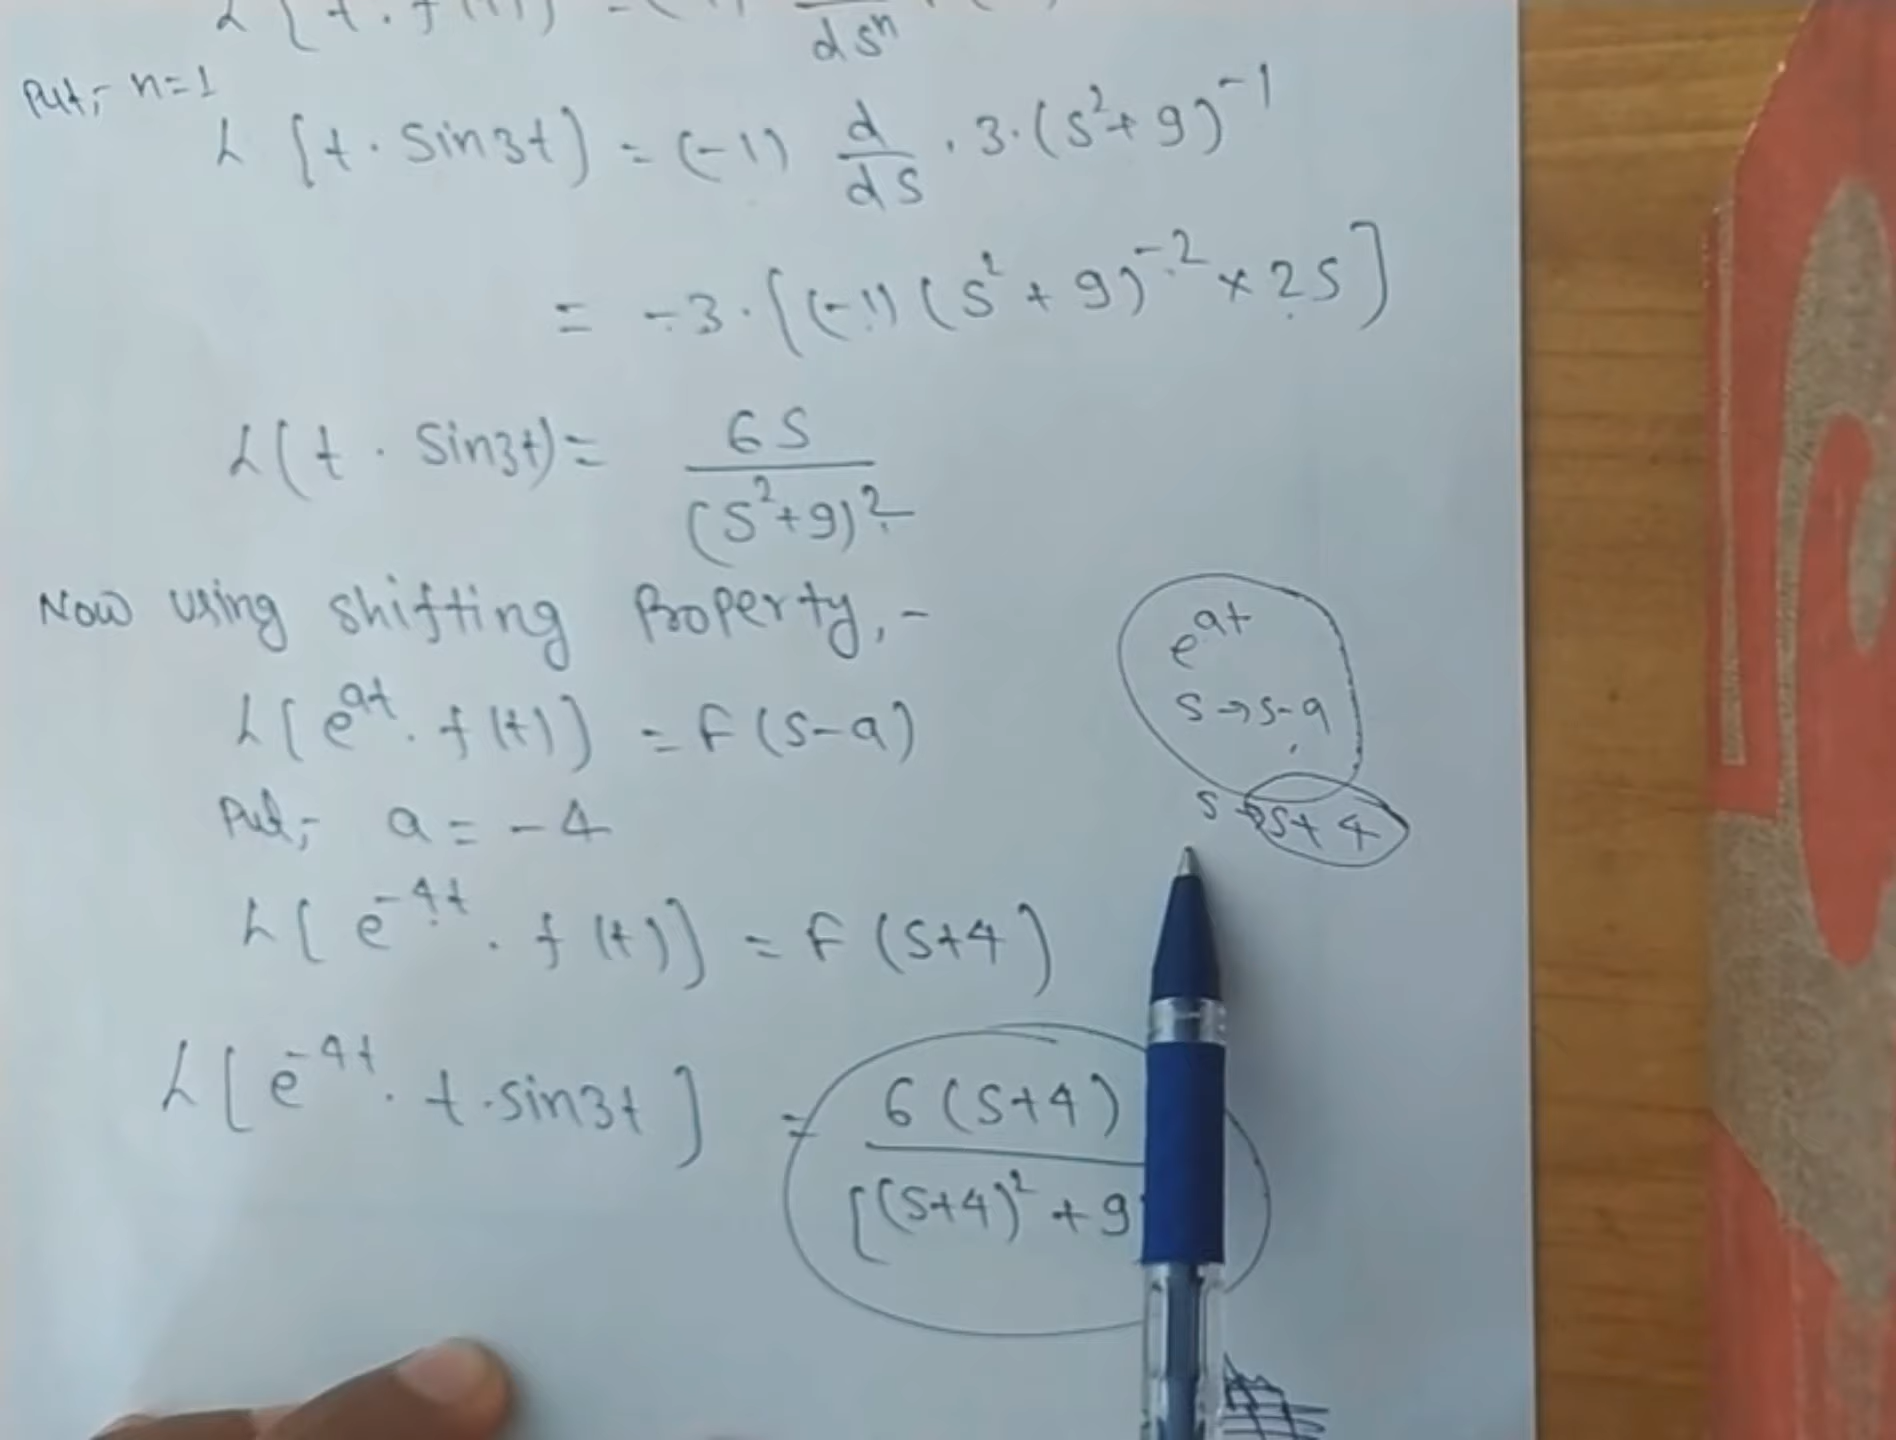 L{t. f(t)} = (-1) d/dsⁿ
Put,- n=1
L {t. sin3t} = (-1) d/ds . 3.(s²+9)⁻¹
= -3. [(-1)(s²+9)⁻² × 2s]
L(t . sin3t) = 6s/(s²+9)²
Now using shifting Property,-
L[e^at . f(t)] = F(s-a)
Put,- a = -4
L[e^-4t . f(t)] = F(s+4)
L[e^-4t . t.sin3t] = 6(s+4)/[(s+4)²+9
e^at
s→s-a
s→s+4